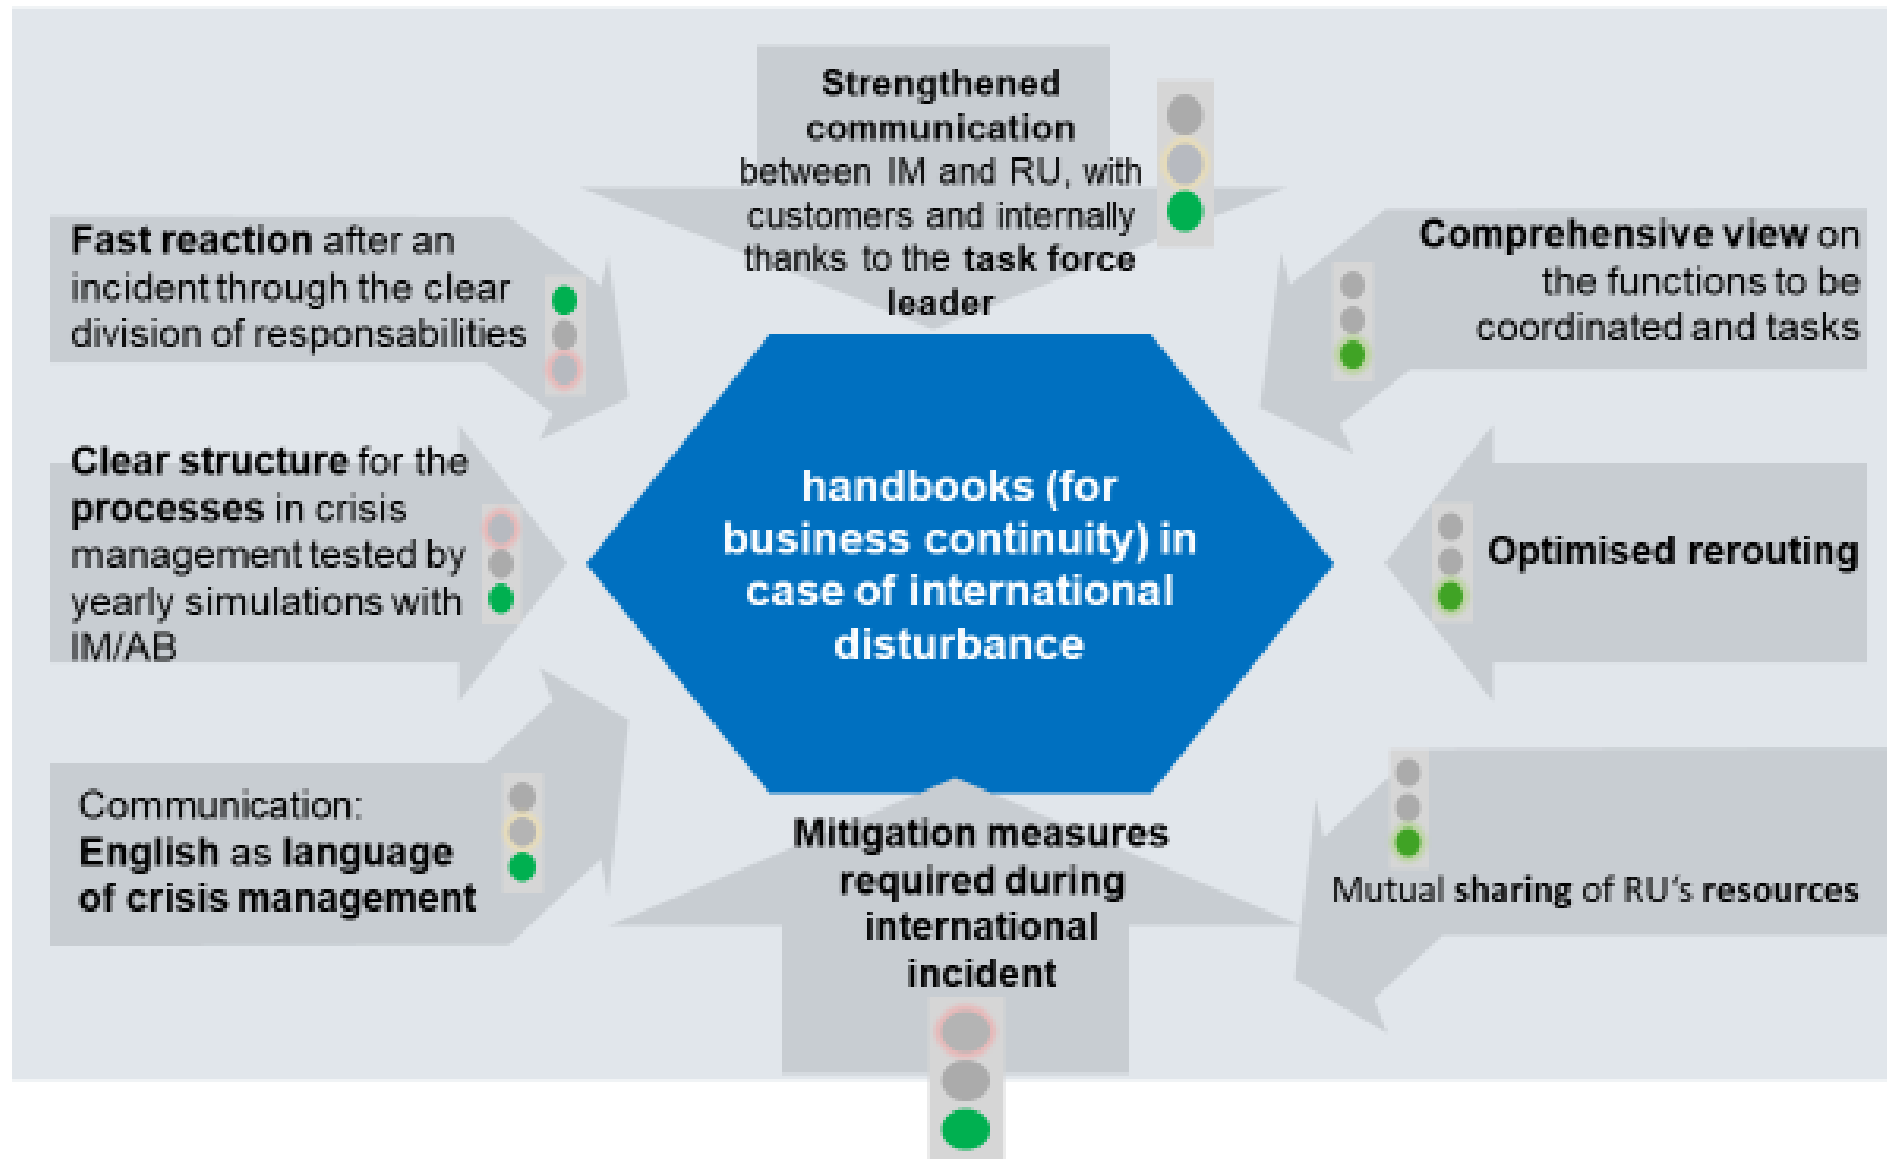 Strengthened
communication
between IM and RU, with
customers and internally
thanks to the task force
leader
Fast reaction after an
incident through the clear
division of responsabilities
Comprehensive view on
the functions to be
coordinated and tasks
Clear structure for the
processes in crisis
management tested by
yearly simulations with
IM/AB
handbooks (for
business continuity) in
case of international
disturbance
Optimised rerouting
Communication:
English as language
of crisis management
Mitigation measures
required during
international
incident
Mutual sharing of RU‘s resources